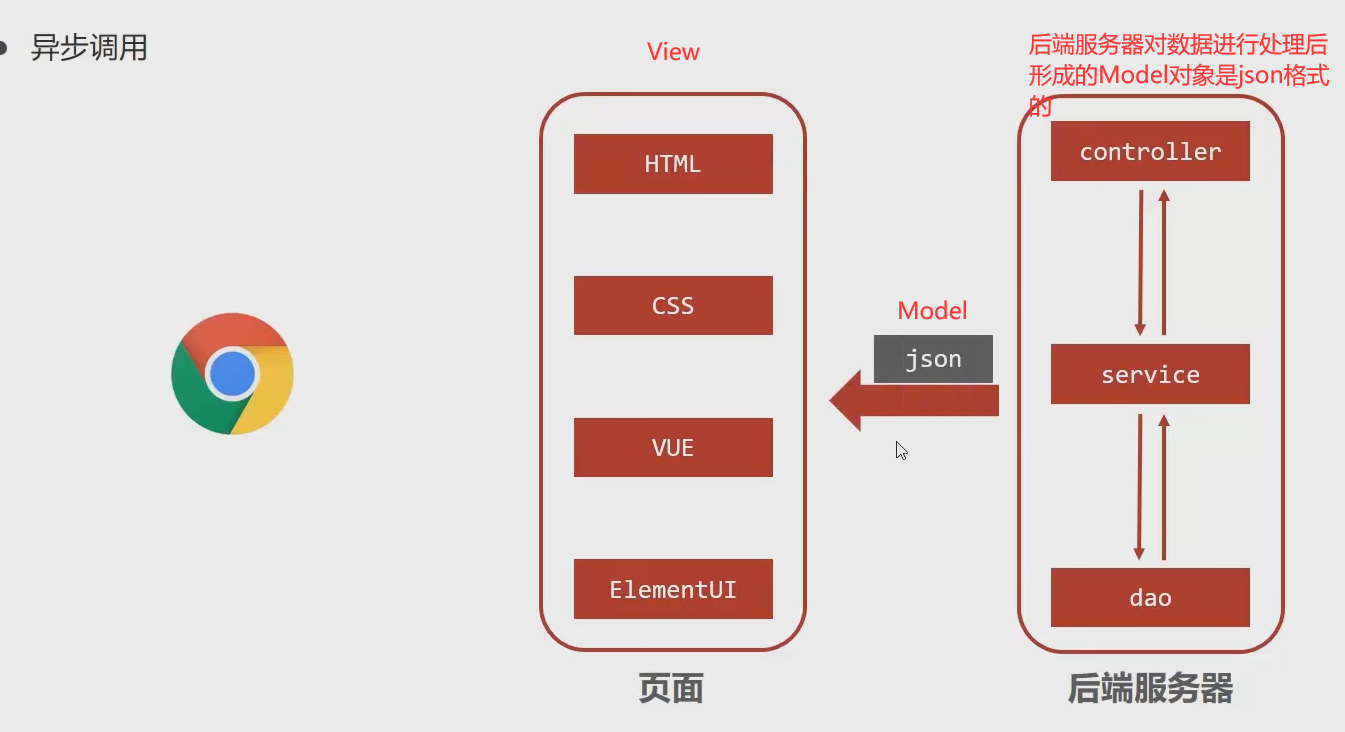 异步调用
View
后端服务器对数据进行处理后
形成的Model对象是json格式
的
HTML
controller
CSS
Model
json
service
VUE
ElementUI
dao
页面
后端服务器